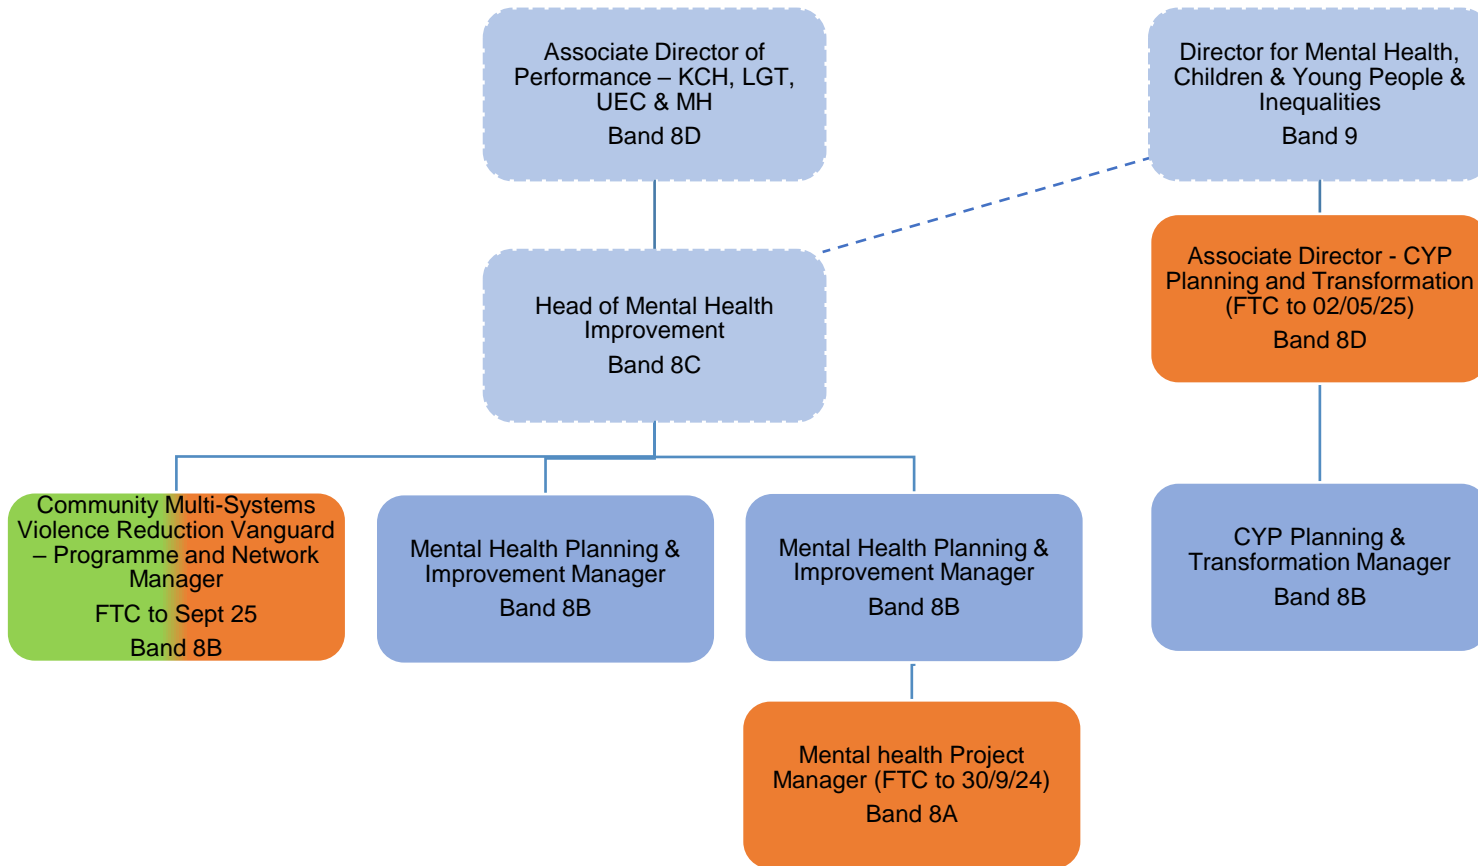 Associate Director of
Performance – KCH, LGT,
UEC & MH
Band 8D
Director for Mental Health,
Children & Young People &
Inequalities
Band 9
Associate Director - CYP
Planning and Transformation
(FTC to 02/05/25)
Band 8D
Head of Mental Health
Improvement
Band 8C
Community Multi-Systems
Violence Reduction Vanguard
– Programme and Network
Manager
FTC to Sept 25
Band 8B
Mental Health Planning &
Improvement Manager
Band 8B
Mental Health Planning &
Improvement Manager
Band 8B
CYP Planning &
Transformation Manager
Band 8B
Mental health Project
Manager (FTC to 30/9/24)
Band 8A